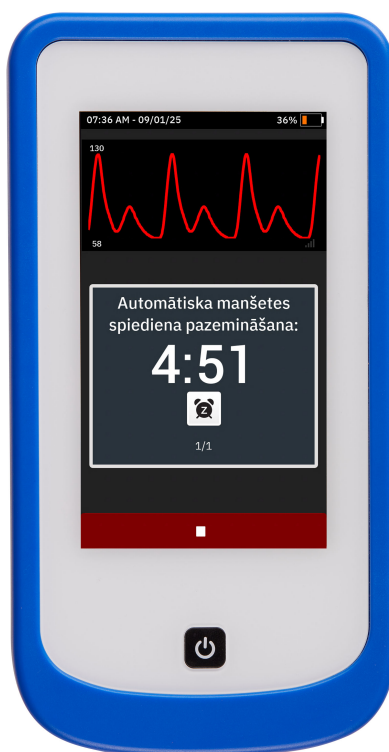 07:36 AM - 09/01/25 36%
130
58
Automātiska manšetes
spiediena pazemināšana:
4:51
Z
1/1